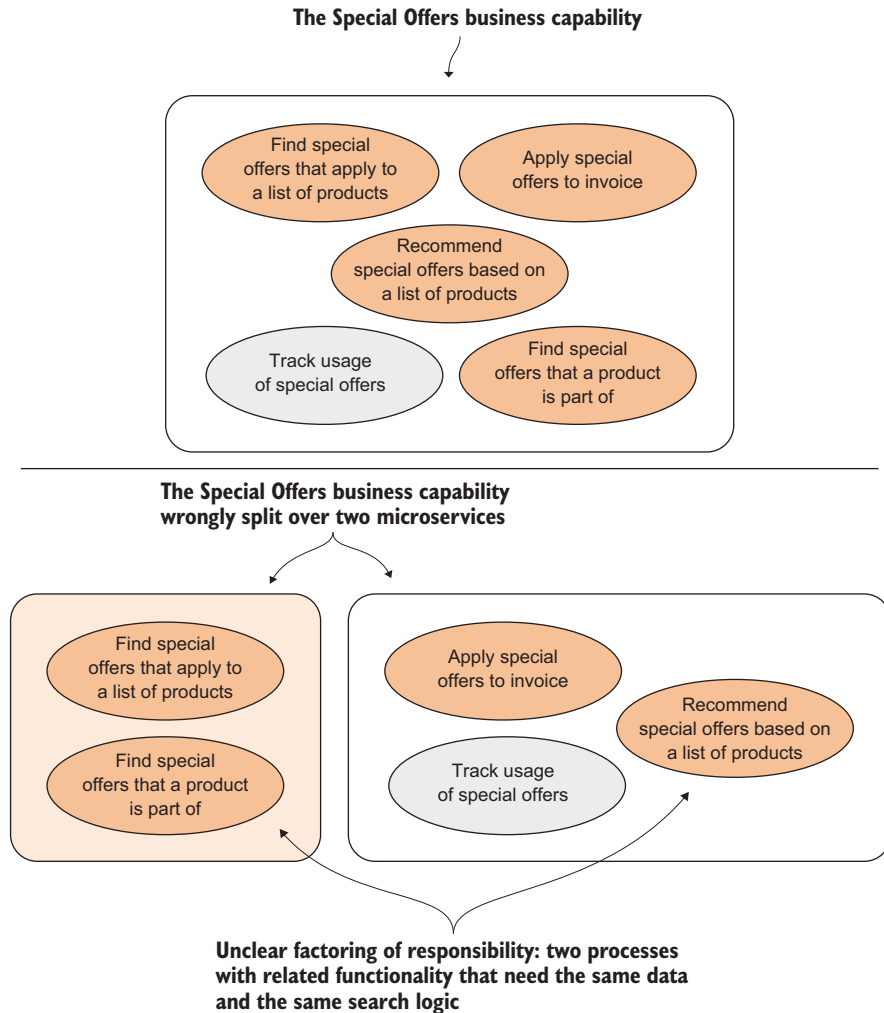 The Special Offers business capability
Find special
offers that apply to
a list of products
Apply special
offers to invoice
Recommend
special offers based on
a list of products
Track usage
of special offers
Find special
offers that a product
is part of
The Special Offers business capability
wrongly split over two microservices
Find special
offers that apply to
a list of products
Find special
offers that a product
is part of
Apply special
offers to invoice
Recommend
special offers based on
a list of products
Track usage
of special offers
Unclear factoring of responsibility: two processes
with related functionality that need the same data
and the same search logic